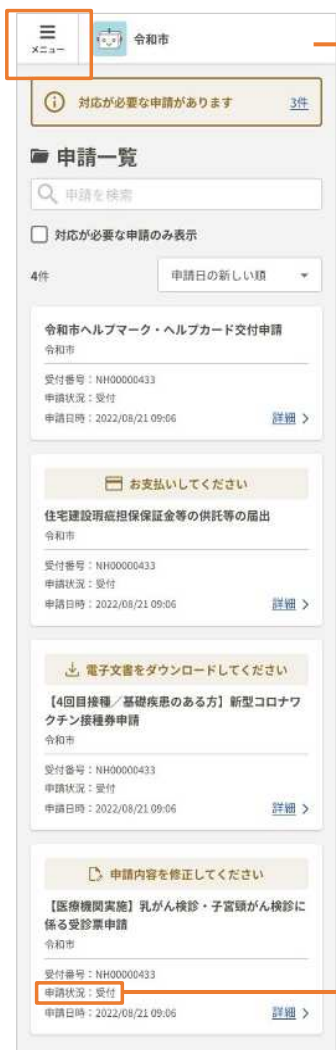 メニュー
令和市
対応が必要な申請があります 3件
申請一覧
申請を検索
対応が必要な申請のみ表示
4件 申請日の新しい順
令和市ヘルプマーク・ヘルプカード交付申請
令和市
受付番号：NH00000433
申請状況：受付
申請日時：2022/08/21 09:06 詳細
お支払いしてください
住宅建設瑕疵担保保証金等の供託等の届出
令和市
受付番号：NH00000433
申請状況：受付
申請日時：2022/08/21 09:06 詳細
電子文書をダウンロードしてください
【4回目接種／基礎疾患のある方】新型コロナワ
クチン接種券申請
令和市
受付番号：NH00000433
申請状況：受付
申請日時：2022/08/21 09:06 詳細
申請内容を修正してください
【医療機関実施】乳がん検診・子宮頸がん検診に
係る受診票申請
令和市
受付番号：NH00000433
申請状況：受付
申請日時：2022/08/21 09:06 詳細